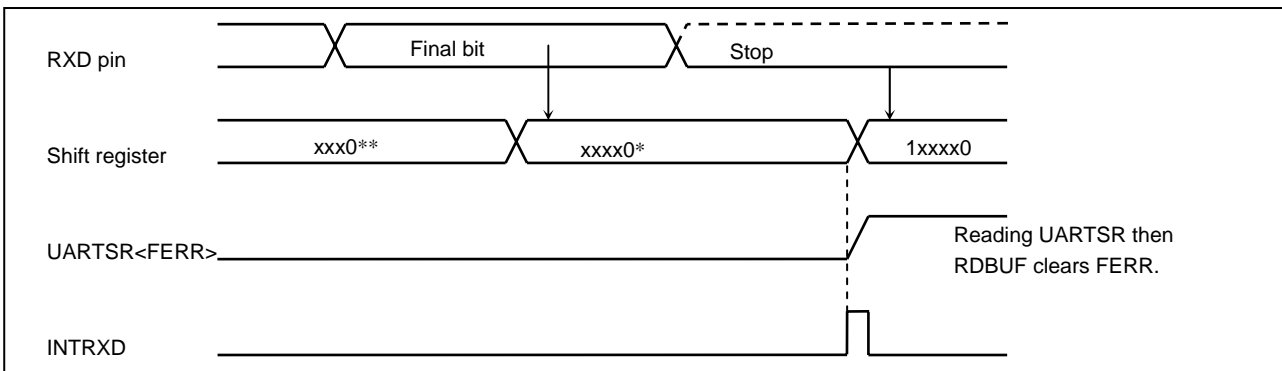 RXD pin Final bit Stop
Shift register xxx0** xxxx0* 1xxxx0
UARTSR<FERR>
Reading UARTSR then
RDBUF clears FERR.
INTRXD